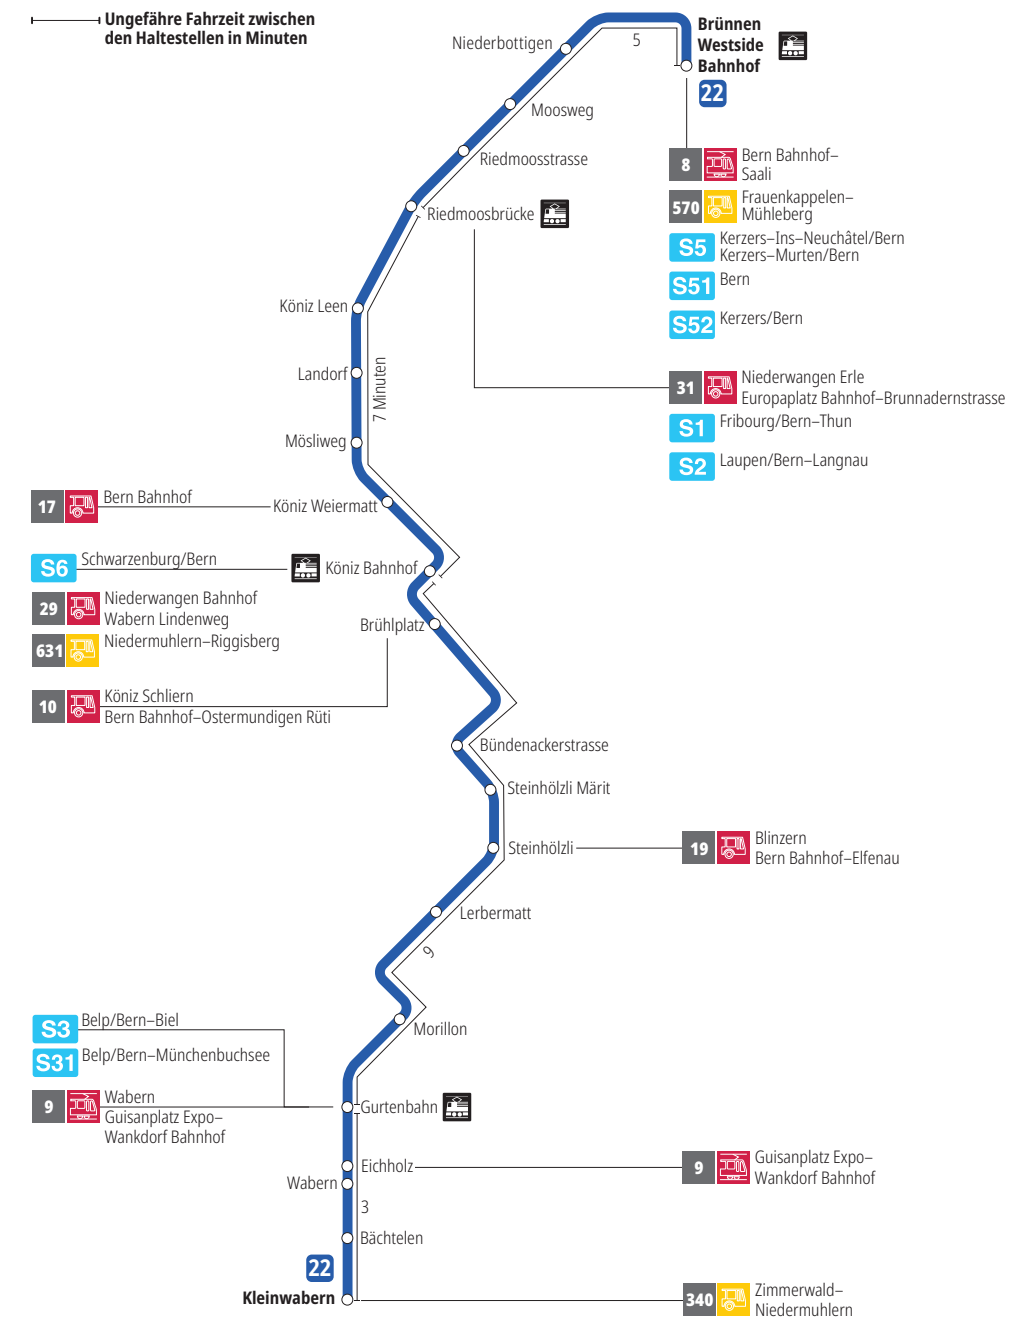 Ungefähre Fahrzeit zwischen
den Haltestellen in Minuten
Brünnen
Westside
Bahnhof
22
5
Niederbottigen
Moosweg
Riedmoosstrasse
Riedmoosbrücke
8
Bern Bahnhof–
Saali
570
Frauenkappelen–
Mühleberg
S5
Kerzers–Ins–Neuchâtel/Bern
Kerzers–Murten/Bern
S51
Bern
S52
Kerzers/Bern
31
Niederwangen Erle
Europaplatz Bahnhof–Brunnadernstrasse
S1
Fribourg/Bern–Thun
S2
Laupen/Bern–Langnau
Köniz Leen
Landorf
7 Minuten
Mösliweg
Köniz Weiermatt
17
Bern Bahnhof
Köniz Bahnhof
S6
Schwarzenburg/Bern
29
Niederwangen Bahnhof
Wabern Lindenweg
631
Niedermuhlern–Riggisberg
Brühlplatz
10
Köniz Schliern
Bern Bahnhof–Ostermundigen Rüti
Bündenackerstrasse
Steinhölzli Märit
Steinhölzli
19
Blinzern
Bern Bahnhof–Elfenau
Lerbermatt
9
Morillon
S3
Belp/Bern–Biel
S31
Belp/Bern–Münchenbuchsee
9
Wabern
Guisanplatz Expo–
Wankdorf Bahnhof
Gurtenbahn
Eichholz
9
Guisanplatz Expo–
Wankdorf Bahnhof
Wabern
3
Bächtelen
22
Kleinwabern
340
Zimmerwald–
Niedermuhlern